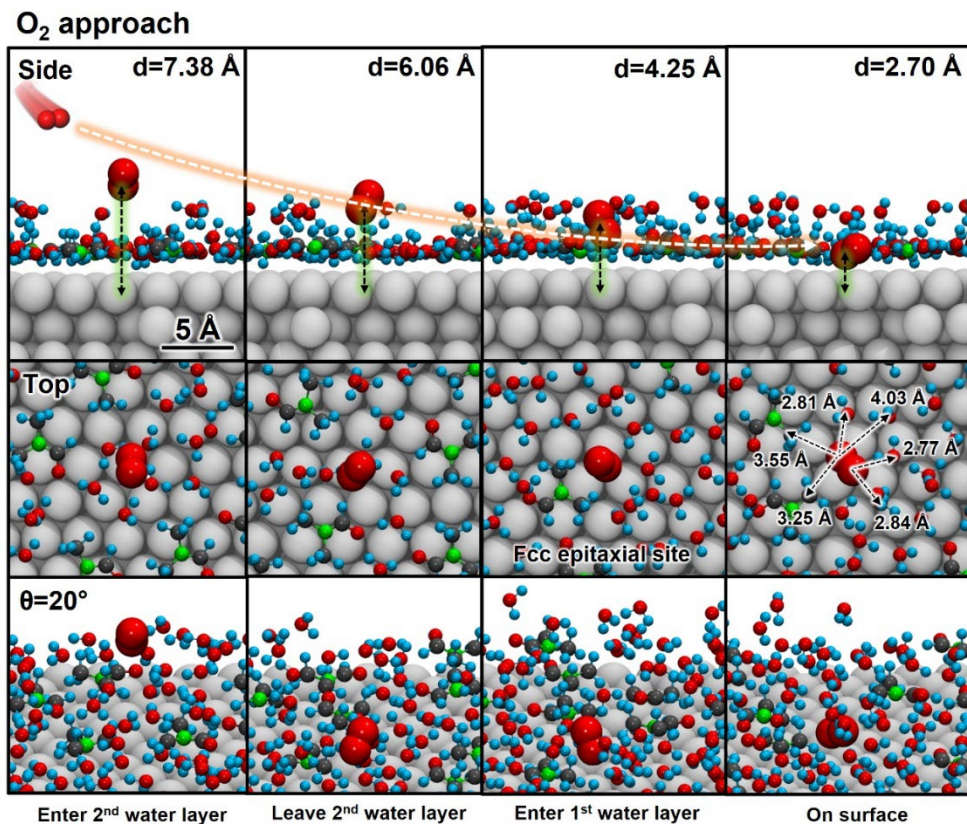 O₂ approach
Side
d=7.38 Å
d=6.06 Å
d=4.25 Å
d=2.70 Å
5 Å
Top
Fcc epitaxial site
2.81 Å
4.03 Å
3.55 Å
2.77 Å
3.25 Å
2.84 Å
θ=20°
Enter 2ⁿᵈ water layer
Leave 2ⁿᵈ water layer
Enter 1ˢᵗ water layer
On surface